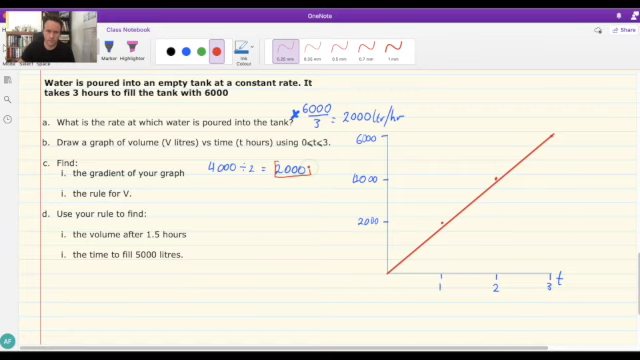 OneNote
Class Notebook
Marker
Highlighter
Ink Colour
0.25 mm
0.35 mm
0.5 mm
0.7 mm
1 mm
Water is poured into an empty tank at a constant rate. It
takes 3 hours to fill the tank with 6000
a. What is the rate at which water is poured into the tank?
6000/3 = 2000 ltr/hr
b. Draw a graph of volume (V litres) vs time (t hours) using 0<t<3.
c. Find:
i. the gradient of your graph
4000 ÷ 2 = 2000
i. the rule for V.
d. Use your rule to find:
i. the volume after 1.5 hours
i. the time to fill 5000 litres.
6000
4000
2000
1 2 3 t
AF